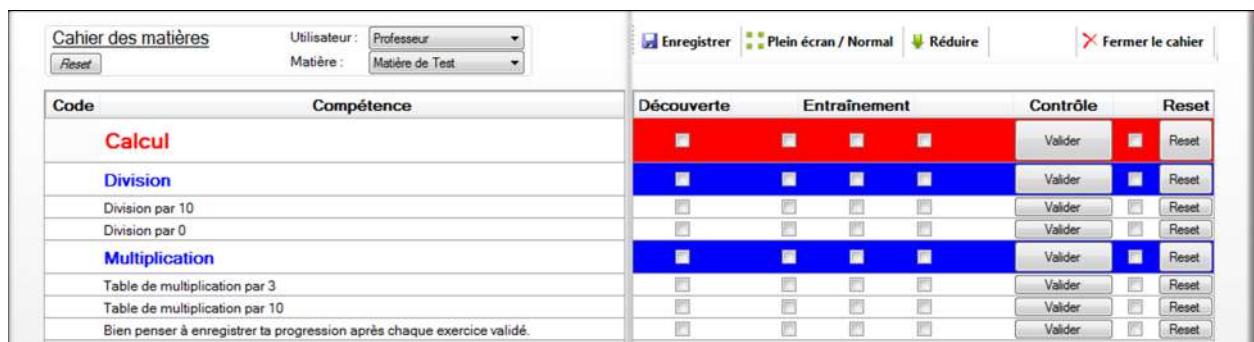 Cahier des matières Utilisateur : Professeur Enregistrer Plein écran / Normal Réduire Fermer le cahier
Reset Matière : Matière de Test
Code Compétence Découverte Entraînement Contrôle Reset
Calcul Valider Reset
Division Valider Reset
Division par 10 Valider Reset
Division par 0 Valider Reset
Multiplication Valider Reset
Table de multiplication par 3 Valider Reset
Table de multiplication par 10 Valider Reset
Bien penser à enregistrer ta progression après chaque exercice validé. Valider Reset